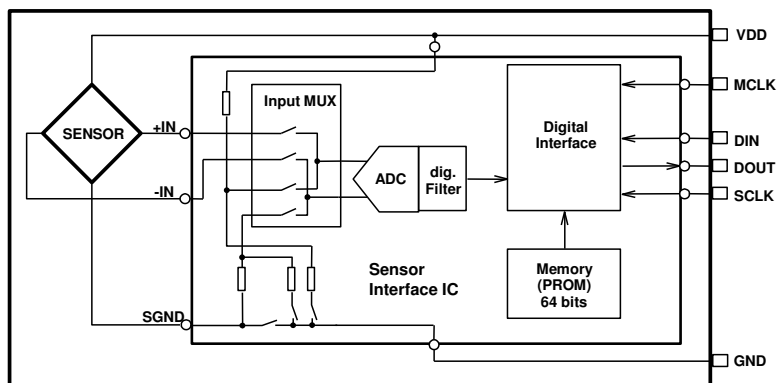 VDD
MCLK
Input MUX
+IN
SENSOR
Digital
Interface
DIN
DOUT
ADC
dig.
Filter
-IN
SCLK
Sensor
Interface IC
Memory
(PROM)
64 bits
SGND
GND